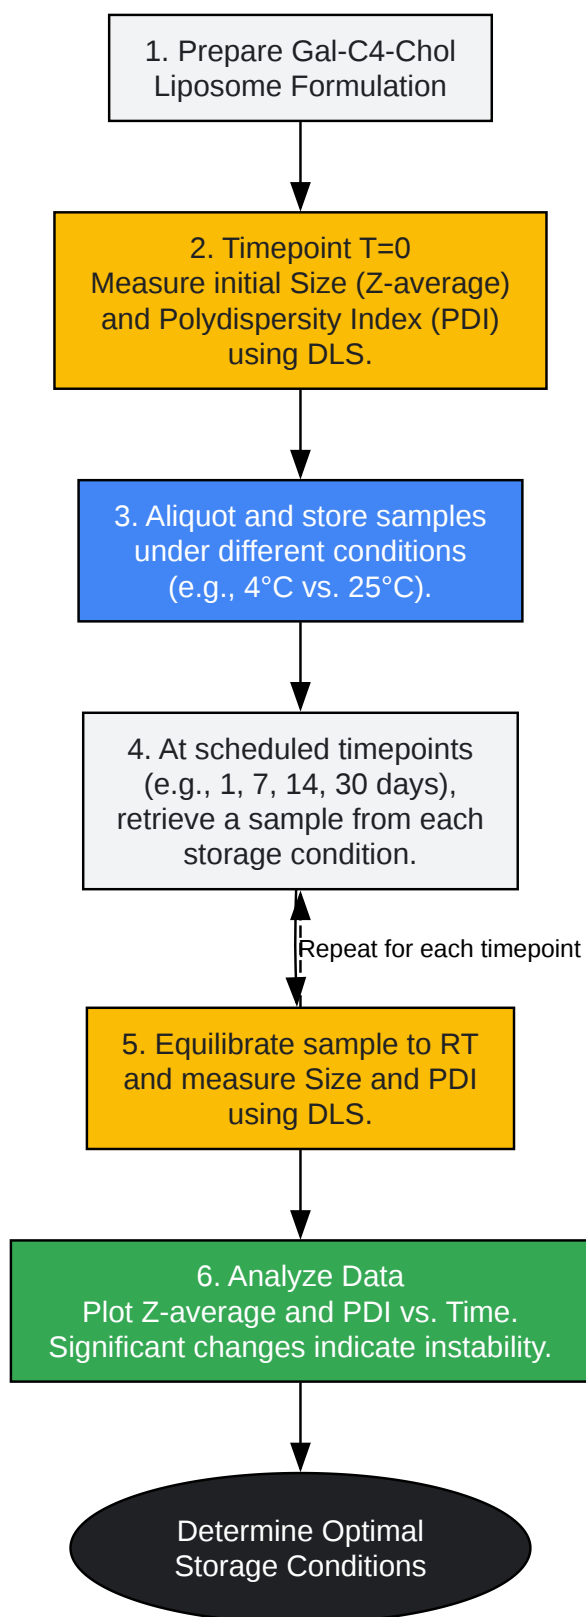 1. Prepare Gal-C4-Chol
Liposome Formulation
2. Timepoint T=0
Measure initial Size (Z-average)
and Polydispersity Index (PDI)
using DLS.
3. Aliquot and store samples
under different conditions
(e.g., 4°C vs. 25°C).
4. At scheduled timepoints
(e.g., 1, 7, 14, 30 days),
retrieve a sample from each
storage condition.
Repeat for each timepoint
5. Equilibrate sample to RT
and measure Size and PDI
using DLS.
6. Analyze Data
Plot Z-average and PDI vs. Time.
Significant changes indicate instability.
Determine Optimal
Storage Conditions